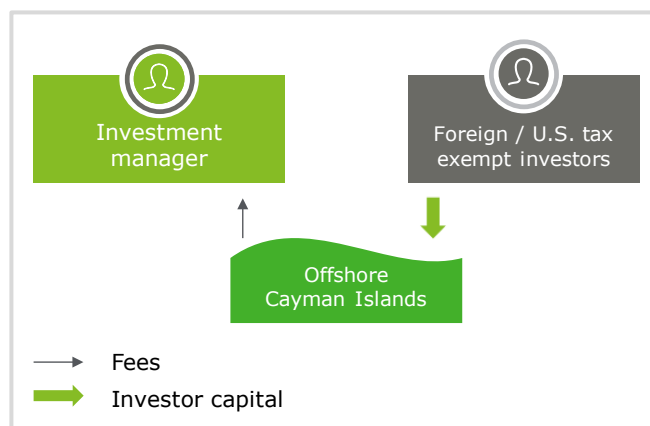 Investment
manager
Foreign / U.S. tax
exempt investors
Offshore
Cayman Islands
Fees
Investor capital